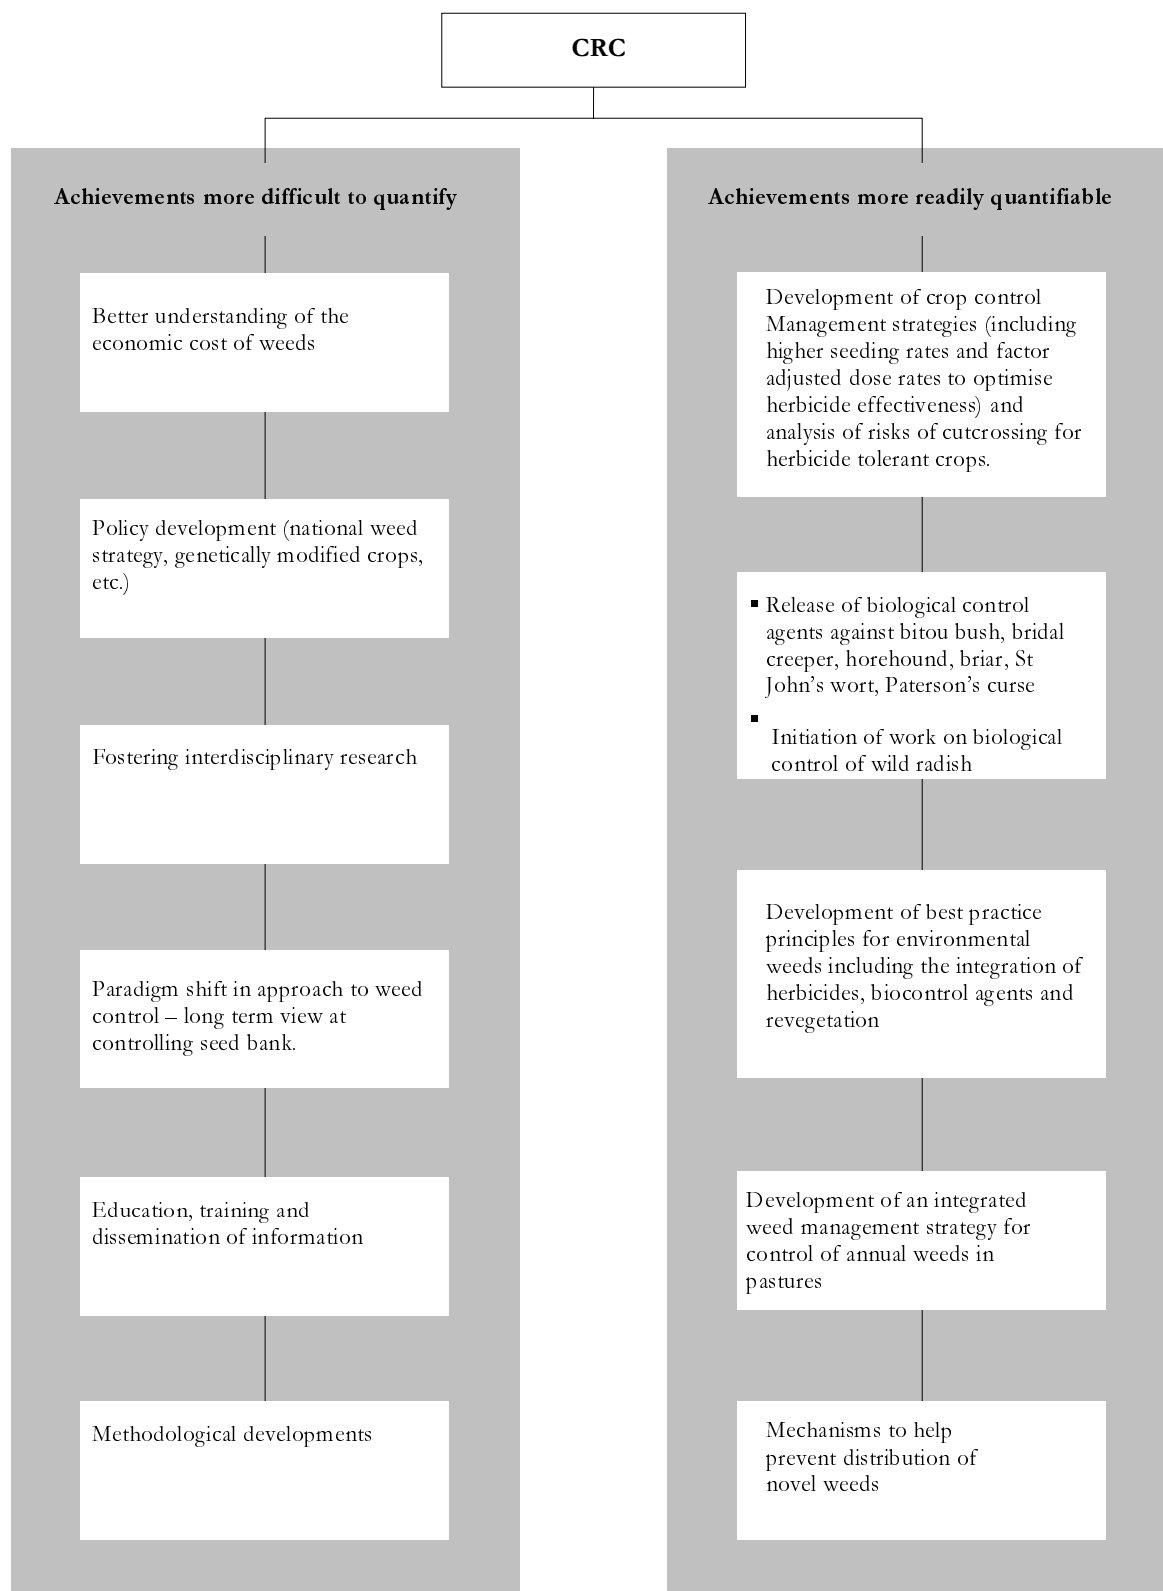 CRC
Achievements more difficult to quantify
Better understanding of the
economic cost of weeds
Policy development (national weed
strategy, genetically modified crops,
etc.)
Fostering interdisciplinary research
Paradigm shift in approach to weed
control – long term view at
controlling seed bank.
Education, training and
dissemination of information
Methodological developments
Achievements more readily quantifiable
Development of crop control
Management strategies (including
higher seeding rates and factor
adjusted dose rates to optimise
herbicide effectiveness) and
analysis of risks of cutcrossing for
herbicide tolerant crops.
▪ Release of biological control
agents against bitou bush, bridal
creeper, horehound, briar, St
John’s wort, Paterson’s curse
▪
Initiation of work on biological
control of wild radish
Development of best practice
principles for environmental
weeds including the integration of
herbicides, biocontrol agents and
revegetation
Development of an integrated
weed management strategy for
control of annual weeds in
pastures
Mechanisms to help
prevent distribution of
novel weeds